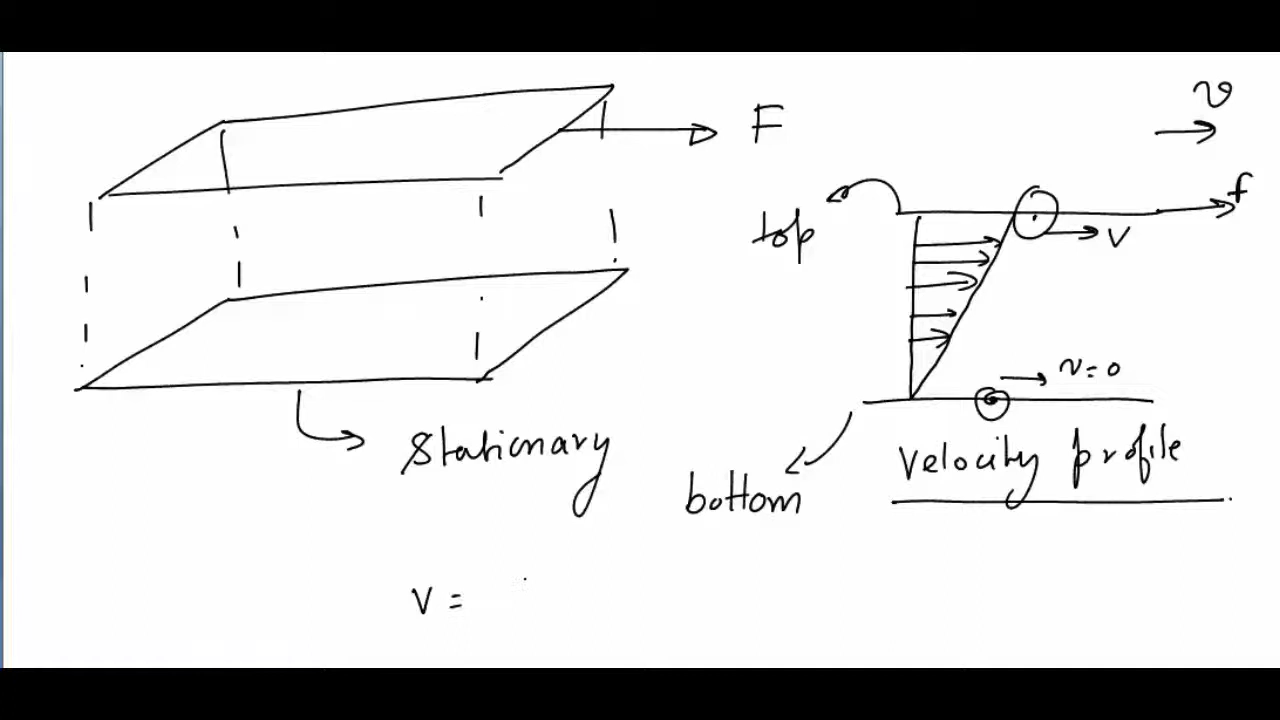 F
v
f
top
V
v=0
Stationary
velocity profile
bottom
V =